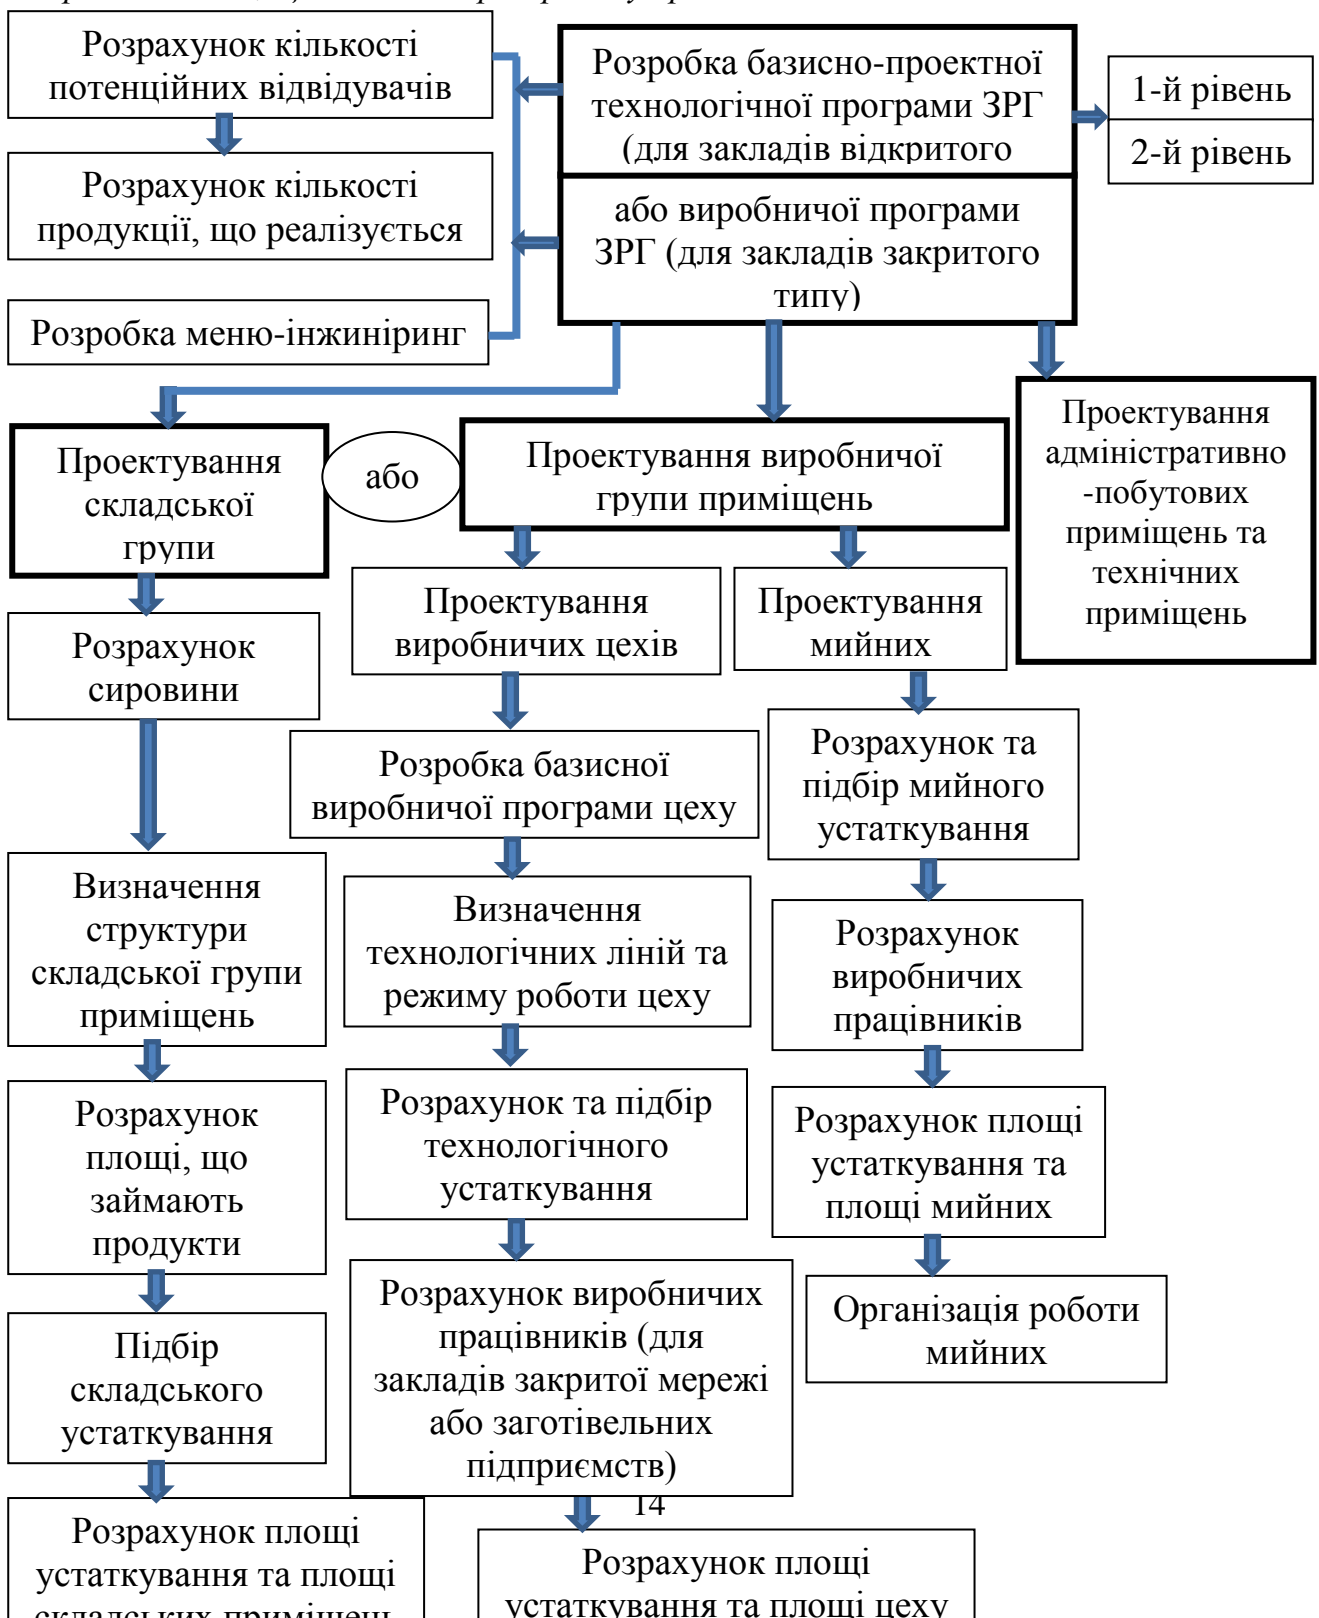 Розрахунок кількості
потенційних відвідувачів
Розробка базисно-проектної
технологічної програми ЗРГ
(для закладів відкритого
1-й рівень
2-й рівень
Розрахунок кількості
продукції, що реалізується
або виробничої програми
ЗРГ (для закладів закритого
типу)
Розробка меню-інжиніринг
Проектування
складської
групи
або
Проектування виробничої
групи приміщень
Проектування
адміністративно
-побутових
приміщень та
технічних
приміщень
Розрахунок
сировини
Проектування
виробничих цехів
Проектування
мийних
Розробка базисної
виробничої програми цеху
Розрахунок та
підбір мийного
устаткування
Визначення
структури
складської групи
приміщень
Визначення
технологічних ліній та
режиму роботи цеху
Розрахунок
виробничих
працівників
Розрахунок
площі, що
займають
продукти
Розрахунок та підбір
технологічного
устаткування
Розрахунок площі
устаткування та
площі мийних
Підбір
складського
устаткування
Розрахунок виробничих
працівників (для
закладів закритої мережі
або заготівельних
підприємств)
Організація роботи
мийних
14
Розрахунок площі
устаткування та площі
складських приміщень
Розрахунок площі
устаткування та площі цеху